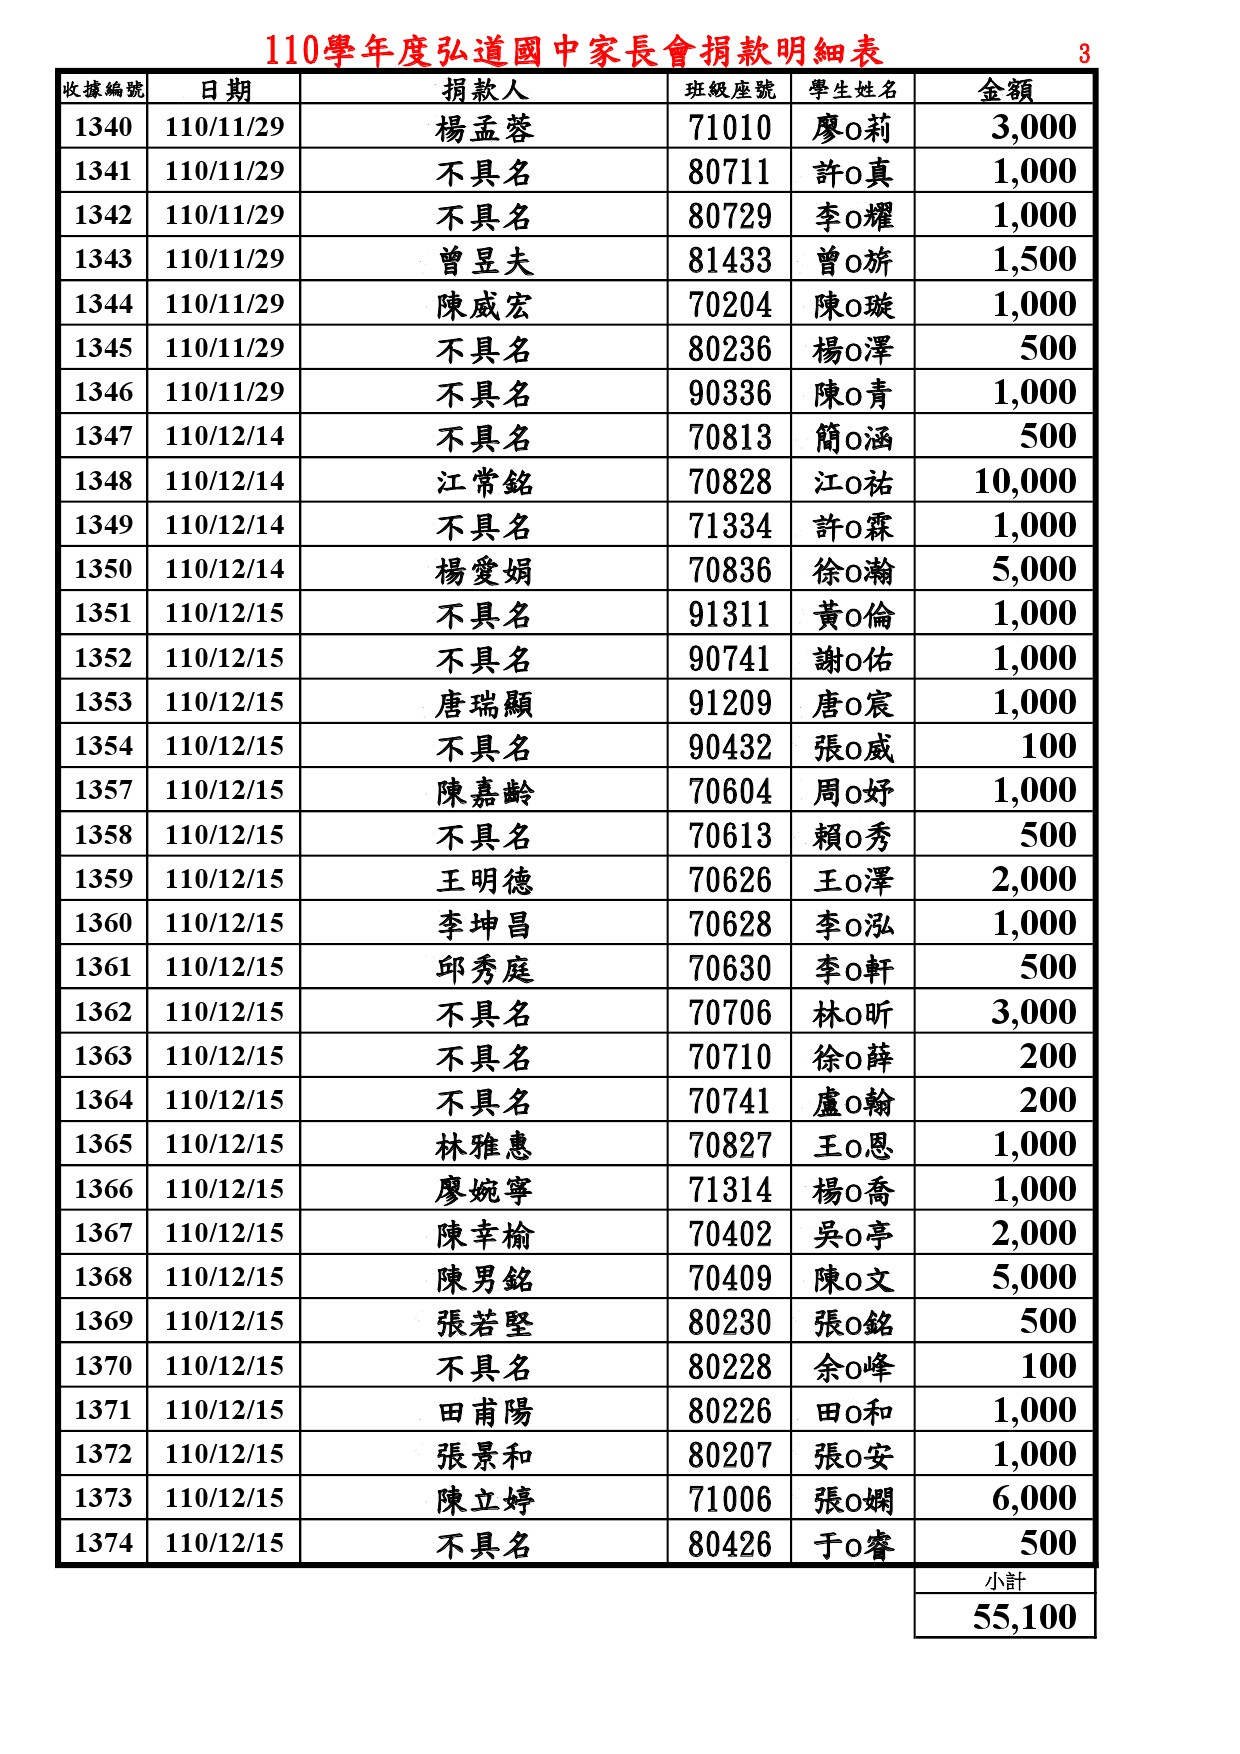 110學年度弘道國中家長會捐款明細表 3
收據編號 日期 捐款人 班級座號 學生姓名 金額
1340 110/11/29 楊孟蓉 71010 廖o莉 3,000
1341 110/11/29 不具名 80711 許o真 1,000
1342 110/11/29 不具名 80729 李o耀 1,000
1343 110/11/29 曾昱夫 81433 曾o旂 1,500
1344 110/11/29 陳威宏 70204 陳o璇 1,000
1345 110/11/29 不具名 80236 楊o澤 500
1346 110/11/29 不具名 90336 陳o青 1,000
1347 110/12/14 不具名 70813 簡o涵 500
1348 110/12/14 江常銘 70828 江o祐 10,000
1349 110/12/14 不具名 71334 許o霖 1,000
1350 110/12/14 楊愛娟 70836 徐o瀚 5,000
1351 110/12/15 不具名 91311 黃o倫 1,000
1352 110/12/15 不具名 90741 謝o佑 1,000
1353 110/12/15 唐瑞顯 91209 唐o宸 1,000
1354 110/12/15 不具名 90432 張o威 100
1357 110/12/15 陳嘉齡 70604 周o妤 1,000
1358 110/12/15 不具名 70613 賴o秀 500
1359 110/12/15 王明德 70626 王o澤 2,000
1360 110/12/15 李坤昌 70628 李o泓 1,000
1361 110/12/15 邱秀庭 70630 李o軒 500
1362 110/12/15 不具名 70706 林o昕 3,000
1363 110/12/15 不具名 70710 徐o薛 200
1364 110/12/15 不具名 70741 盧o翰 200
1365 110/12/15 林雅惠 70827 王o恩 1,000
1366 110/12/15 廖婉寧 71314 楊o喬 1,000
1367 110/12/15 陳幸榆 70402 吳o亭 2,000
1368 110/12/15 陳男銘 70409 陳o文 5,000
1369 110/12/15 張若堅 80230 張o銘 500
1370 110/12/15 不具名 80228 余o峰 100
1371 110/12/15 田甫陽 80226 田o和 1,000
1372 110/12/15 張景和 80207 張o安 1,000
1373 110/12/15 陳立婷 71006 張o嫻 6,000
1374 110/12/15 不具名 80426 于o睿 500
小計
55,100